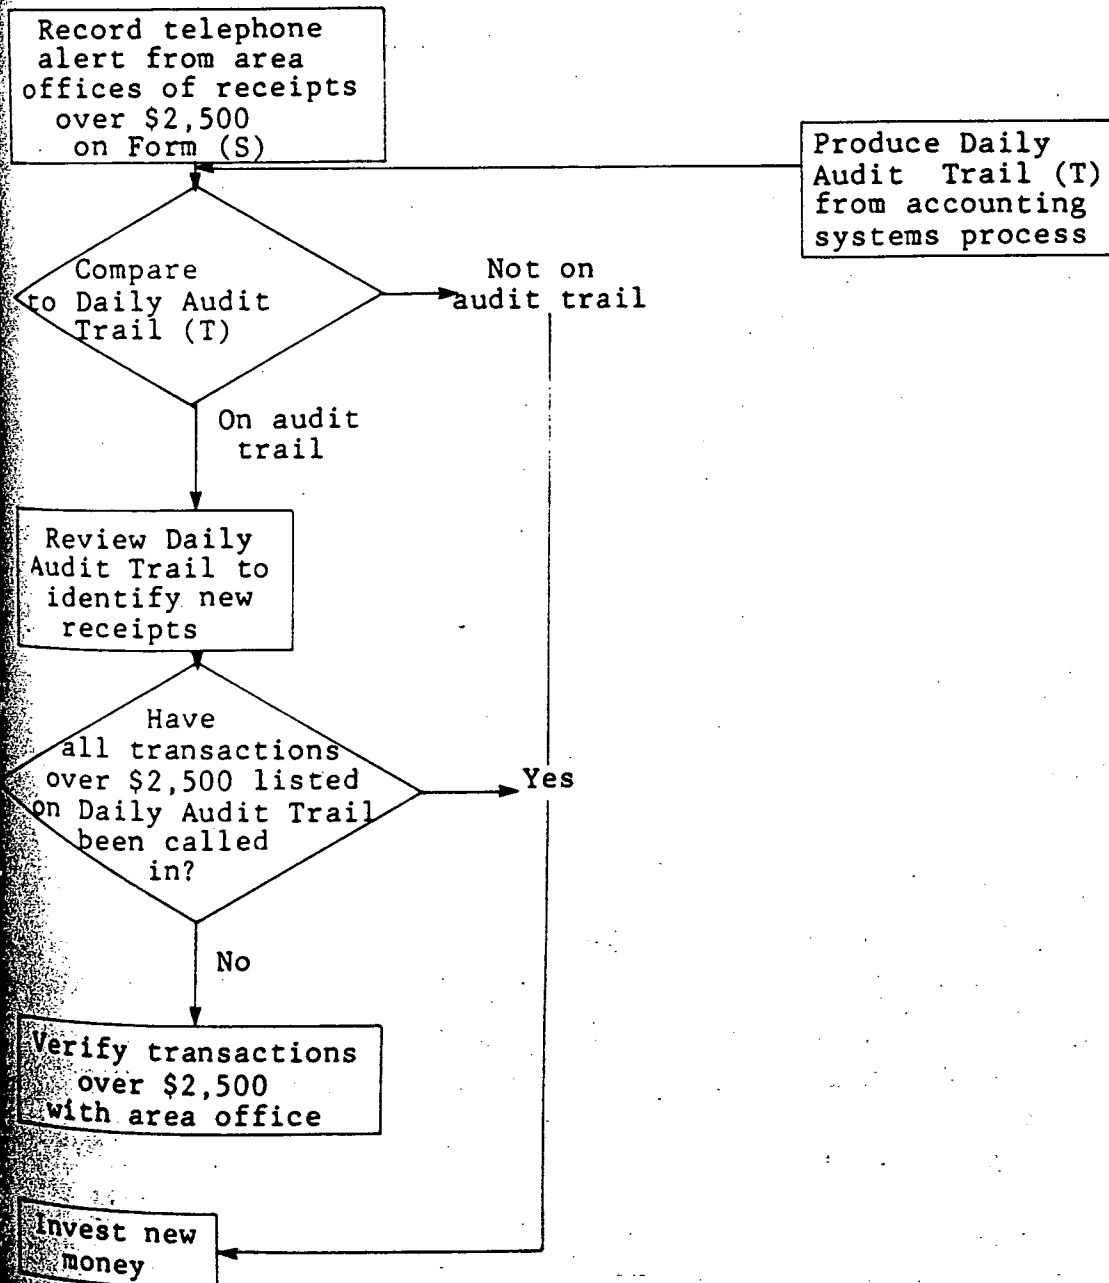 Record telephone
alert from area
offices of receipts
over $2,500
on Form (S)
Produce Daily
Audit Trail (T)
from accounting
systems process
Compare
to Daily Audit
Trail (T)
Not on
audit trail
On audit
trail
Review Daily
Audit Trail to
identify new
receipts
Have
all transactions
over $2,500 listed
on Daily Audit Trail
been called
in?
Yes
No
Verify transactions
over $2,500
with area office
Invest new
money